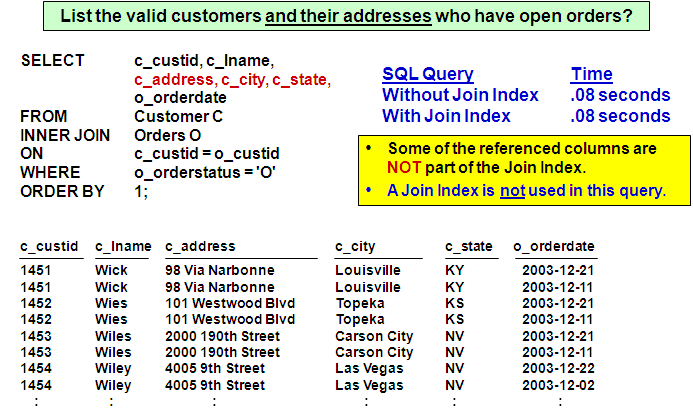 List the valid customers and their addresses who have open orders?
SELECT c_custid, c_lname,
c_address, c_city, c_state,
o_orderdate
FROM Customer C
INNER JOIN Orders O
ON c_custid = o_custid
WHERE o_orderstatus = 'O'
ORDER BY 1;
SQL Query Time
Without Join Index .08 seconds
With Join Index .08 seconds
• Some of the referenced columns are
NOT part of the Join Index.
• A Join Index is not used in this query.
c_custid c_lname c_address c_city c_state o_orderdate
1451 Wick 98 Via Narbonne Louisville KY 2003-12-21
1451 Wick 98 Via Narbonne Louisville KY 2003-12-11
1452 Wies 101 Westwood Blvd Topeka KS 2003-12-21
1452 Wies 101 Westwood Blvd Topeka KS 2003-12-11
1453 Wiles 2000 190th Street Carson City NV 2003-12-21
1453 Wiles 2000 190th Street Carson City NV 2003-12-11
1454 Wiley 4005 9th Street Las Vegas NV 2003-12-22
1454 Wiley 4005 9th Street Las Vegas NV 2003-12-02
: : : : : :